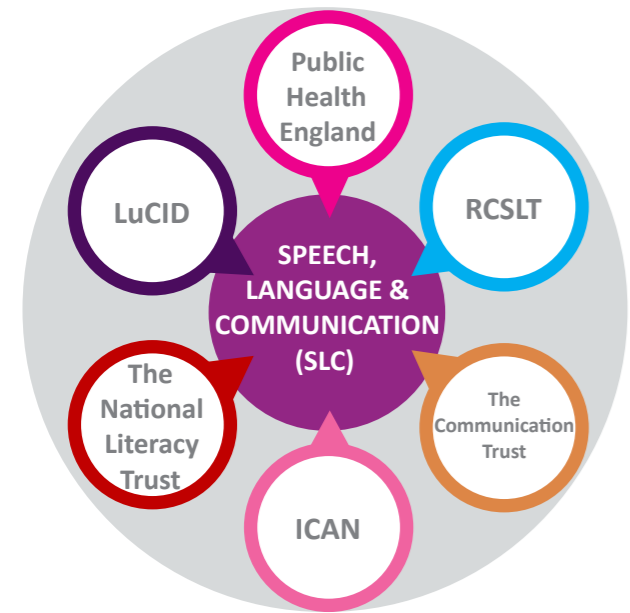 Public
Health
England
LuCID
RCSLT
SPEECH,
LANGUAGE &
COMMUNICATION
(SLC)
The
National
Literacy
Trust
The
Communication
Trust
ICAN